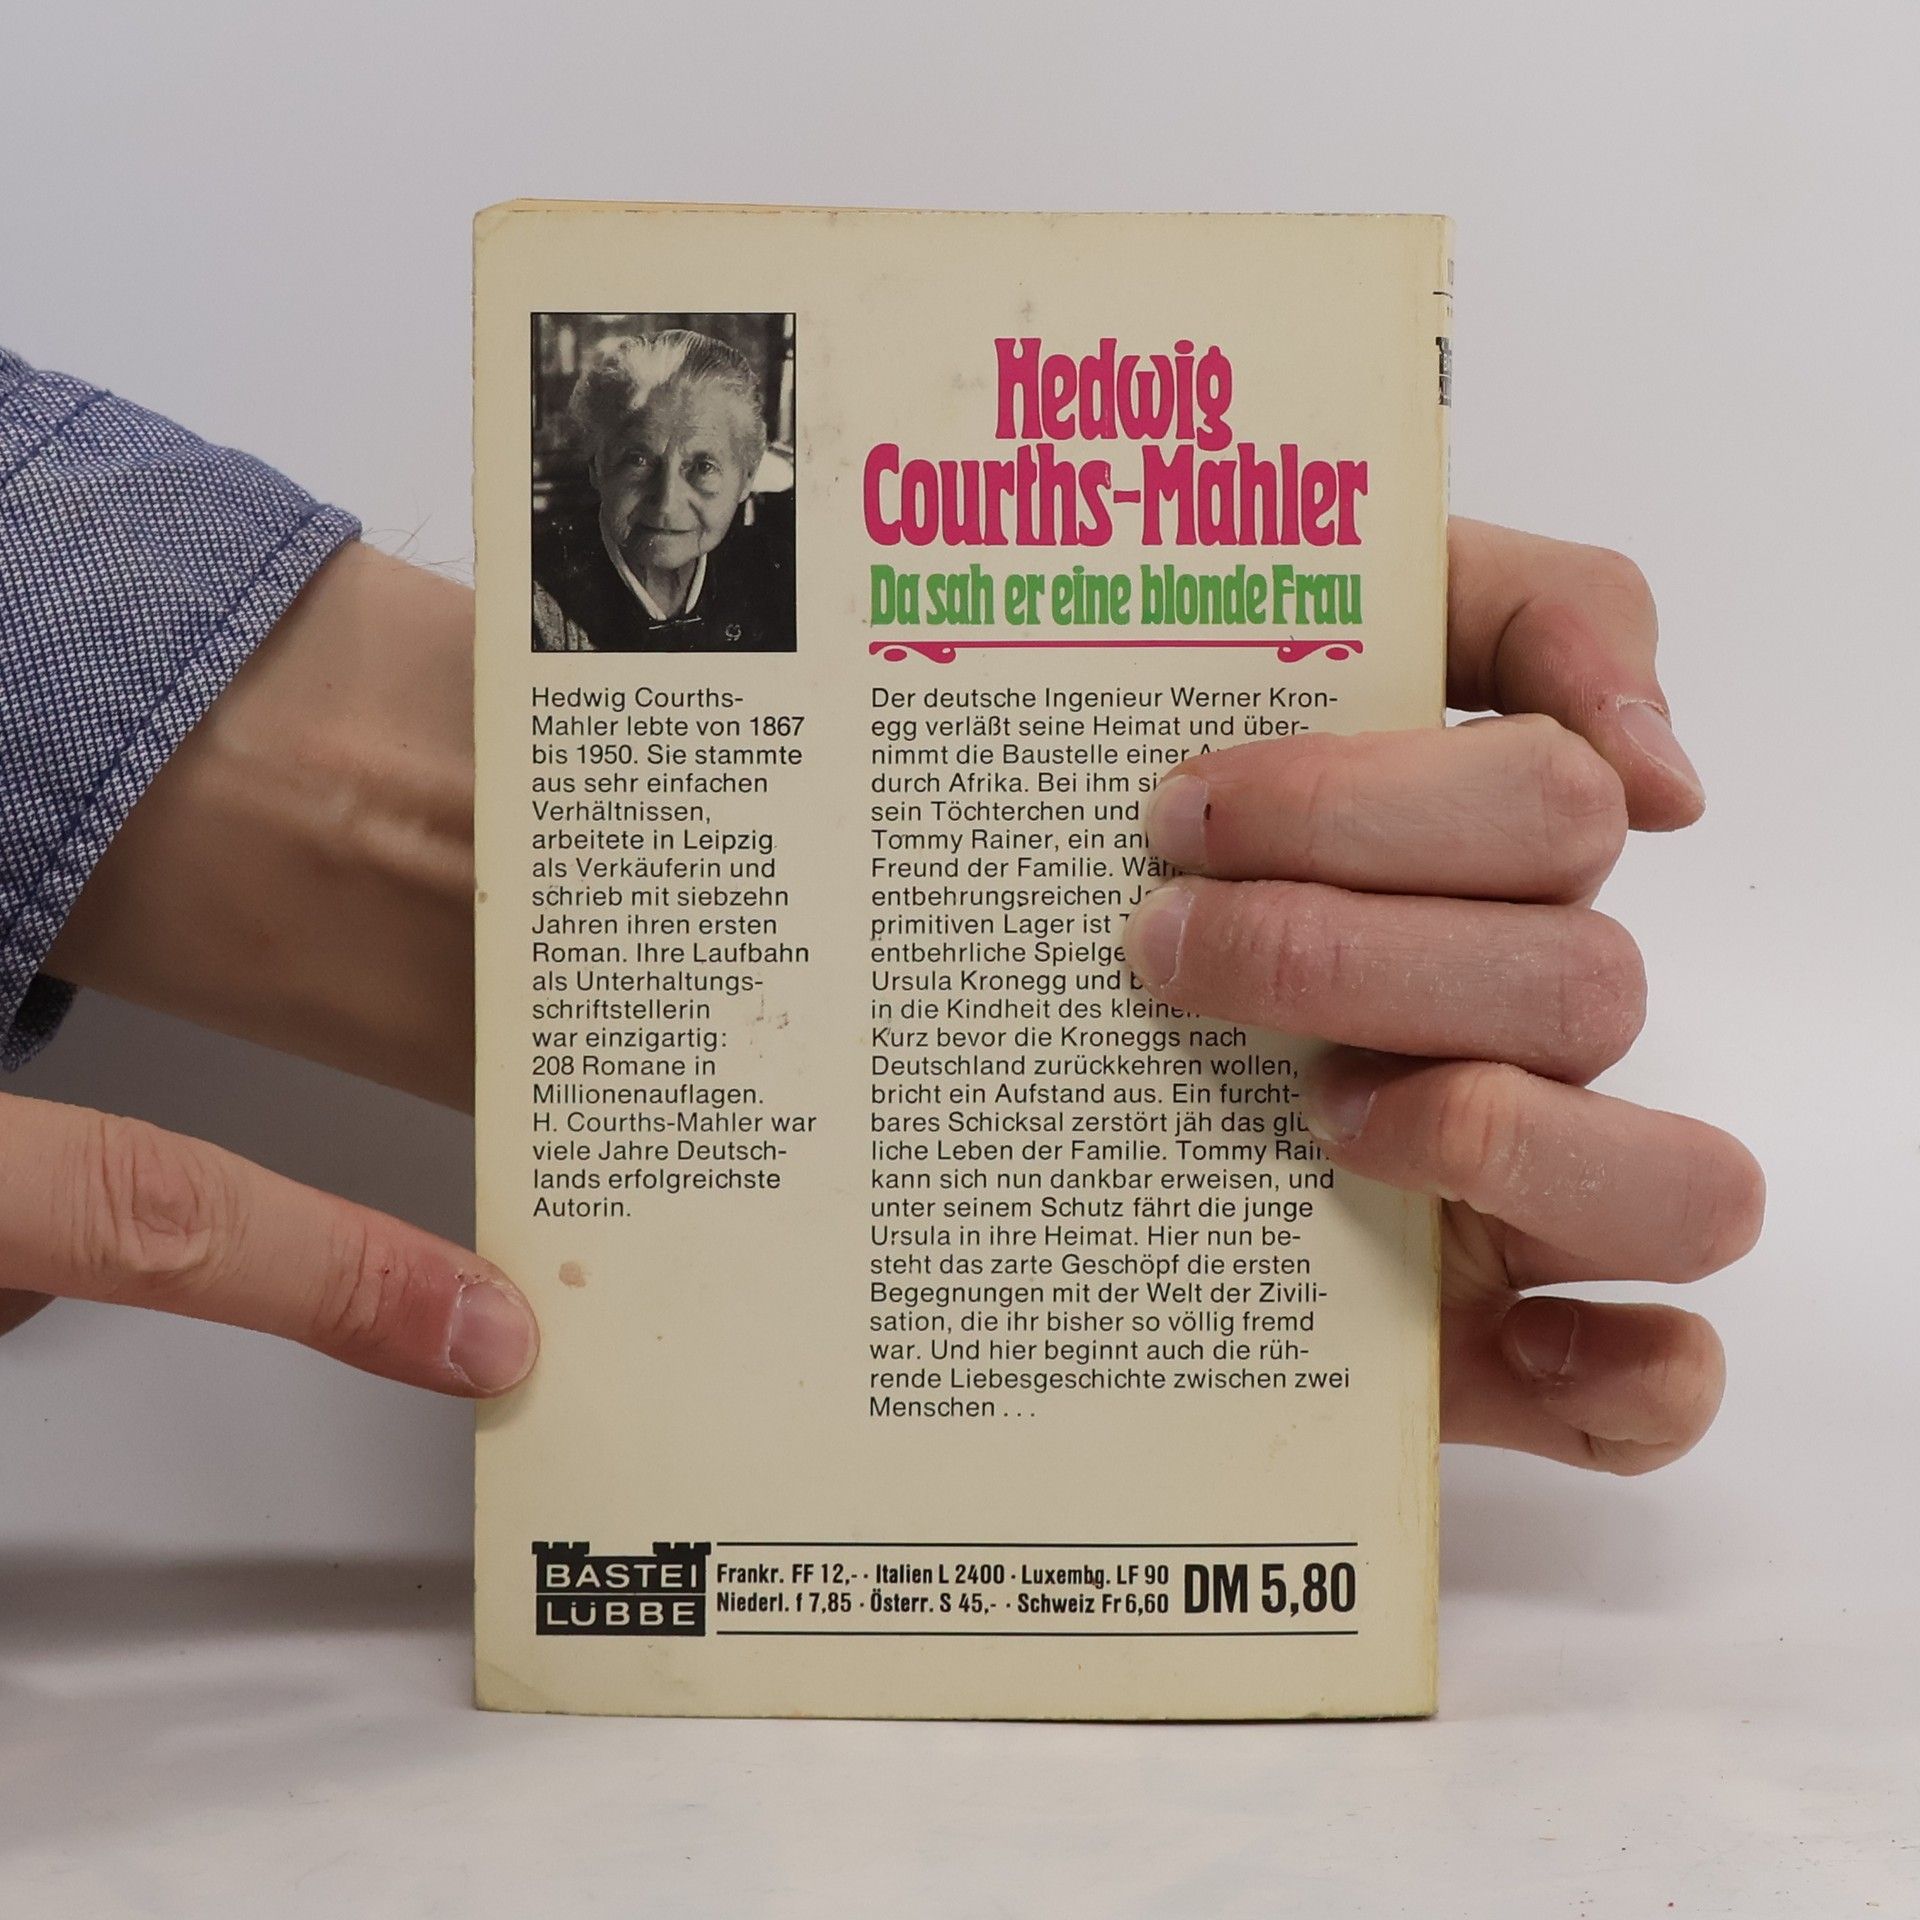 Hedwig
Courths-Mahler
Da sah er eine blonde Frau
Hedwig Courths-
Mahler lebte von 1867
bis 1950. Sie stammte
aus sehr einfachen
Verhältnissen,
arbeitete in Leipzig
als Verkäuferin und
schrieb mit siebzehn
Jahren ihren ersten
Roman. Ihre Laufbahn
als Unterhaltungs-
schriftstellerin
war einzigartig:
208 Romane in
Millionenauflagen.
H. Courths-Mahler war
viele Jahre Deutsch-
lands erfolgreichste
Autorin.
Der deutsche Ingenieur Werner Kron-
egg verläßt seine Heimat und über-
nimmt die Baustelle einer
durch Afrika. Bei ihm
sein Töchterchen und
Tommy Rainer, ein
Freund der Familie.
entbehrungsreichen
primitiven Lager ist
entbehrliche
Ursula Kronegg und
in die Kindheit des
Kurz bevor die Kroneggs nach
Deutschland zurückkehren wollen,
bricht ein Aufstand aus. Ein furcht-
bares Schicksal zerstört jäh das
liche Leben der Familie. Tommy
kann sich nun dankbar erweisen, und
unter seinem Schutz fährt die junge
Ursula in ihre Heimat. Hier nun be-
steht das zarte Geschöpf die ersten
Begegnungen mit der Welt der Zivili-
sation, die ihr bisher so völlig fremd
war. Und hier beginnt auch die rüh-
rende Liebesgeschichte zwischen zwei
Menschen . . .
BASTEI
LÜBBE
Frankr. FF 12,- · Italien L 2400 · Luxembg. LF 90
Niederl. f 7,85 · Österr. S 45,- · Schweiz Fr 6,60
DM 5,80